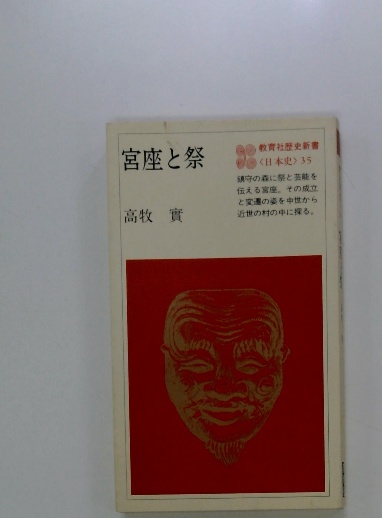 宮座と祭
高牧 實
教育社歴史新書
〈日本史〉35
鎮守の森に祭と芸能を
伝える宮座。その成立
と変遷の姿を中世から
近世の村の中に探る。